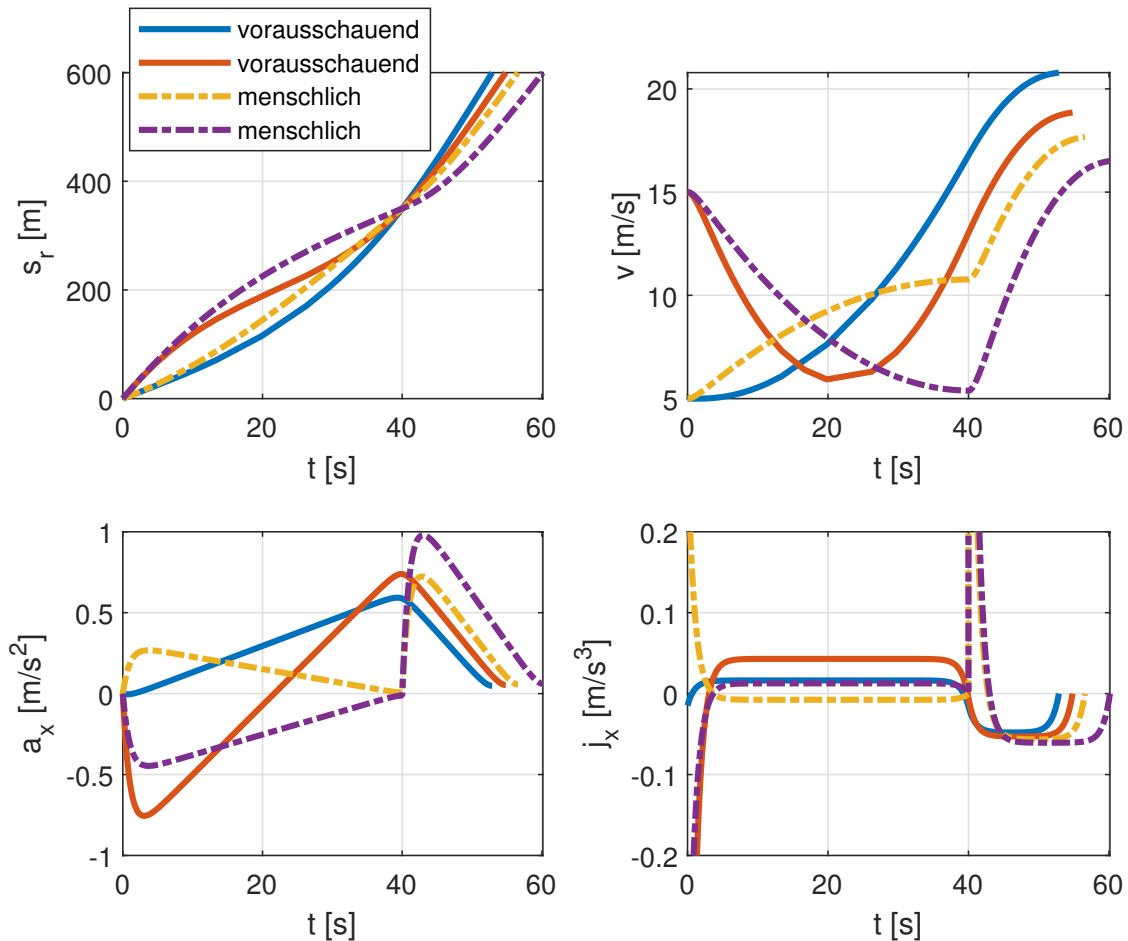 vorausschauend
vorausschauend
menschlich
menschlich
600
400
200
0
s_r [m]
0 20 40 60
t [s]
20
15
10
5
v [m/s]
0 20 40 60
t [s]
1
0.5
0
-0.5
-1
a_x [m/s^2]
0 20 40 60
t [s]
0.2
0.1
0
-0.1
-0.2
j_x [m/s^3]
0 20 40 60
t [s]